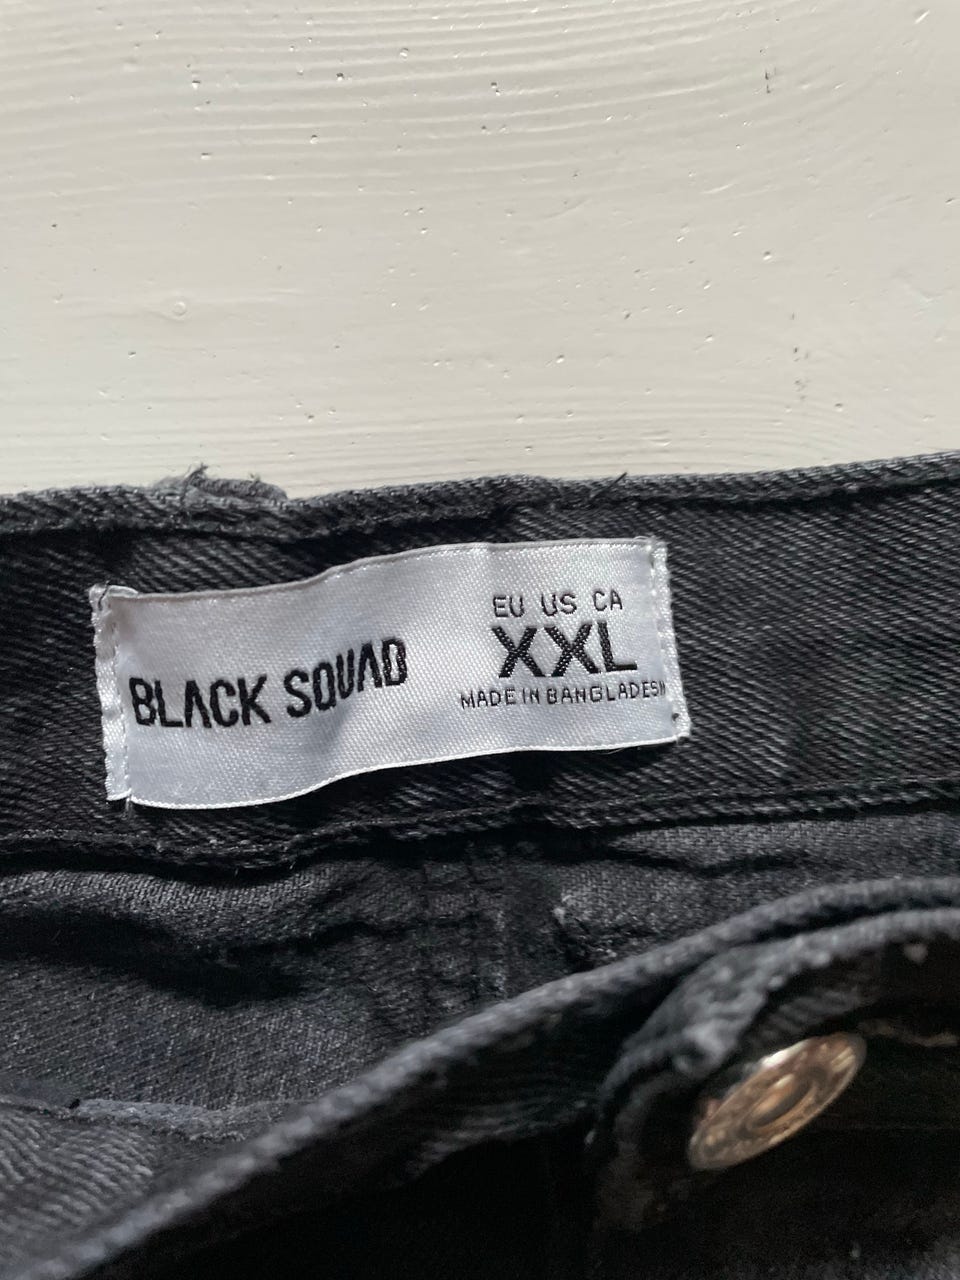 BLACK SQUAD
EU US CA
XXL
MADE IN BANGLADESH